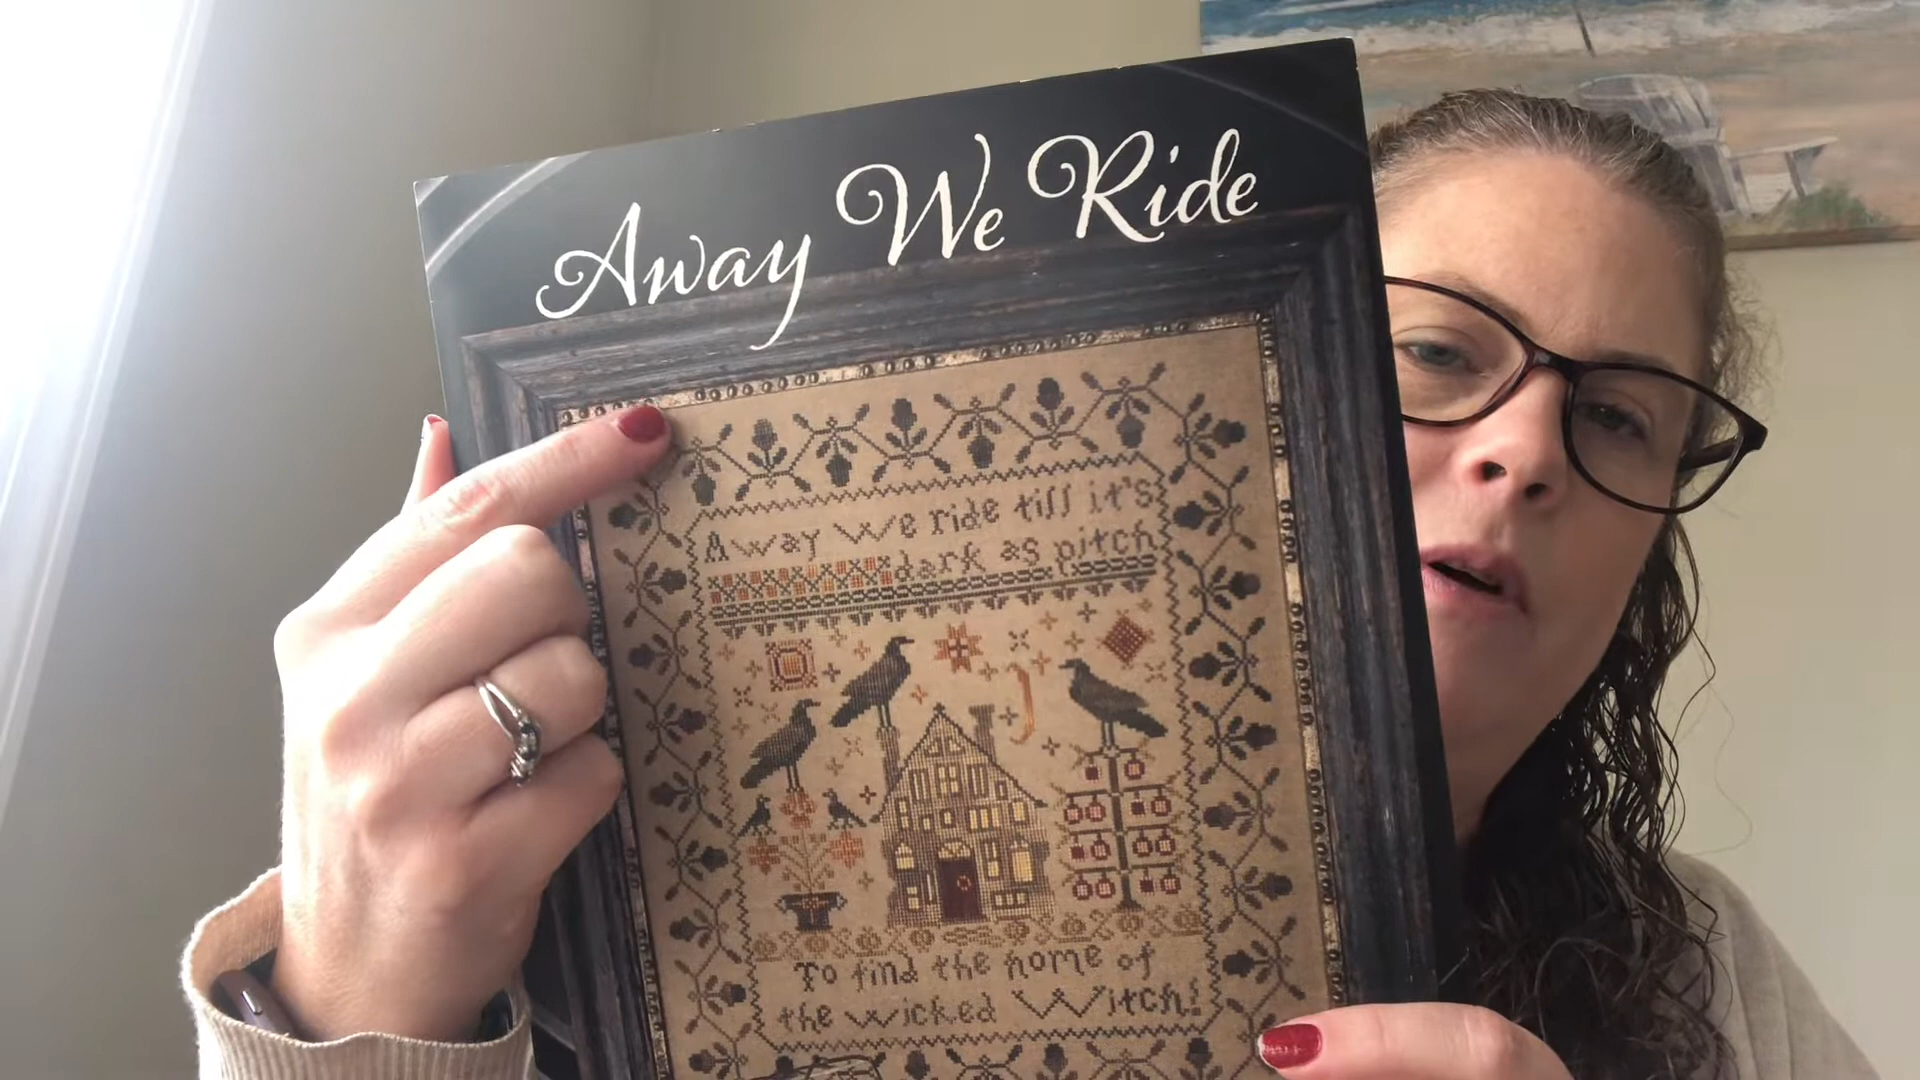 Away We Ride
Away We ride till it's
dark as pitch
To find the home of
the wicked Witch!